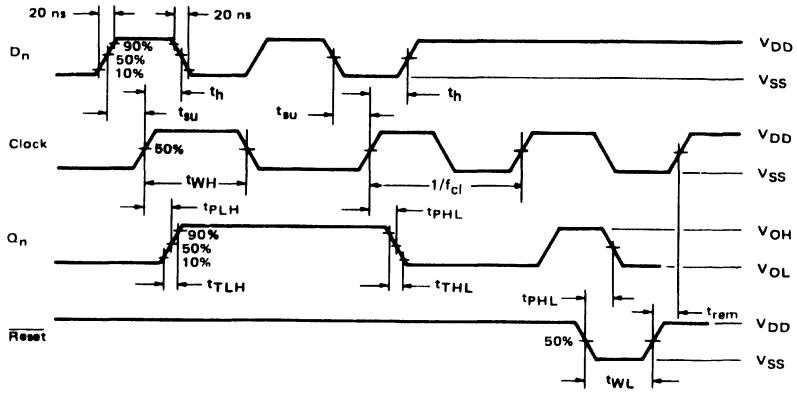 20 ns 20 ns
Dn 90% VDD
50%
10% VSS
th th
tsu tsu
Clock 50% VDD
tWH 1/fcl VSS
tPLH tPHL
Qn 90% VOH
50%
10% VOL
tTLH tTHL tPHL trem
Reset 50% VDD
VSS
tWL